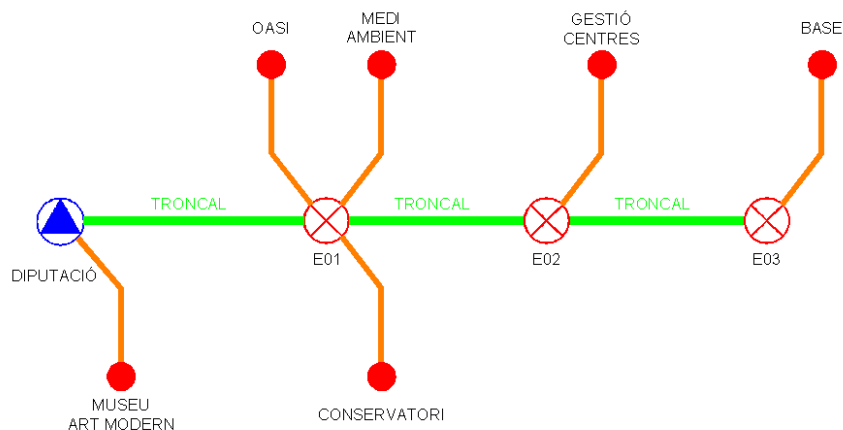 OASI
MEDI
AMBIENT
GESTIÓ
CENTRES
BASE
TRONCAL
TRONCAL
TRONCAL
DIPUTACIÓ
E01
E02
E03
MUSEU
ART MODERN
CONSERVATORI